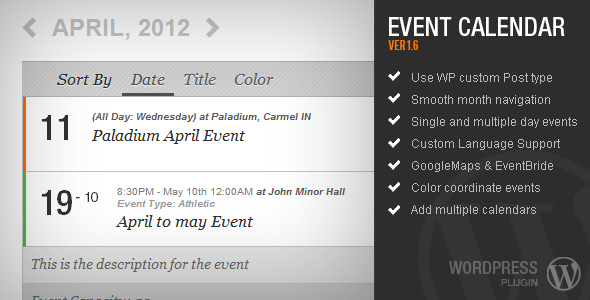 APRIL, 2012
Sort By Date Title Color
11
(All Day: Wednesday) at Paladium, Carmel IN
Paladium April Event
19 - 10
8:30PM - May 10th 12:00AM at John Minor Hall
Event Type: Athletic
April to may Event
This is the description for the event
EVENT CALENDAR
VER1.6
Use WP custom Post type
Smooth month navigation
Single and multiple day events
Custom Language Support
GoogleMaps & EventBride
Color coordinate events
Add multiple calendars
WORDPRESS
PLUGIN